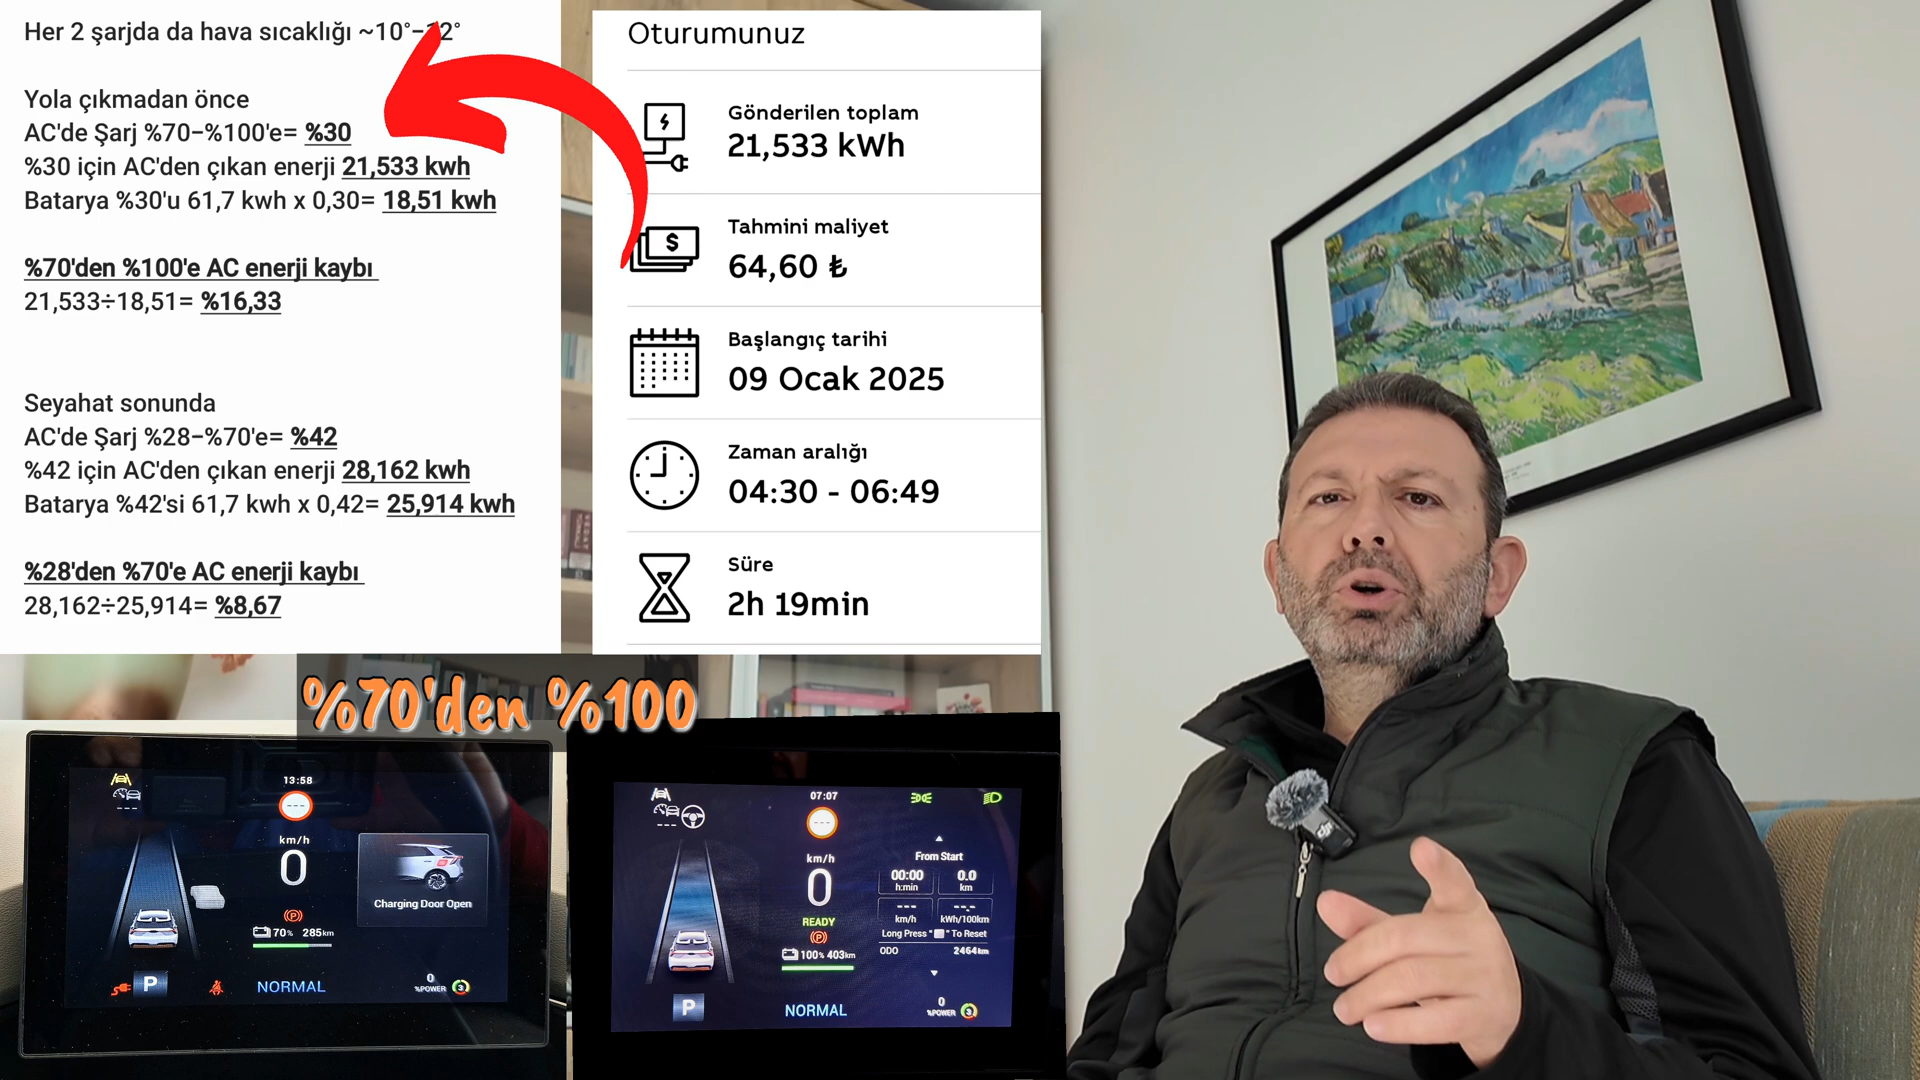 Her 2 şarjda da hava sıcaklığı ~10°-12°
Yola çıkmadan önce
AC'de Şarj %70-%100'e= %30
%30 için AC'den çıkan enerji 21,533 kwh
Batarya %30'u 61,7 kwh x 0,30= 18,51 kwh
%70'den %100'e AC enerji kaybı
21,533÷18,51= %16,33
Seyahat sonunda
AC'de Şarj %28-%70'e= %42
%42 için AC'den çıkan enerji 28,162 kwh
Batarya %42'si 61,7 kwh x 0,42= 25,914 kwh
%28'den %70'e AC enerji kaybı
28,162÷25,914= %8,67
Oturumunuz
Gönderilen toplam
21,533 kWh
Tahmini maliyet
64,60 ₺
Başlangıç tarihi
09 Ocak 2025
Zaman aralığı
04:30 - 06:49
Süre
2h 19min
%70'den %100
13:58
---
---
km/h
0
Charging Door Open
70% 285km
P
NORMAL
0
%POWER
3
07:07
---
---
km/h
0
READY
100% 403km
From Start
00:00 0.0
h:min km
--- --.-
km/h kWh/100km
Long Press " " To Reset
ODO 2464km
P
NORMAL
0
%POWER
3
dji